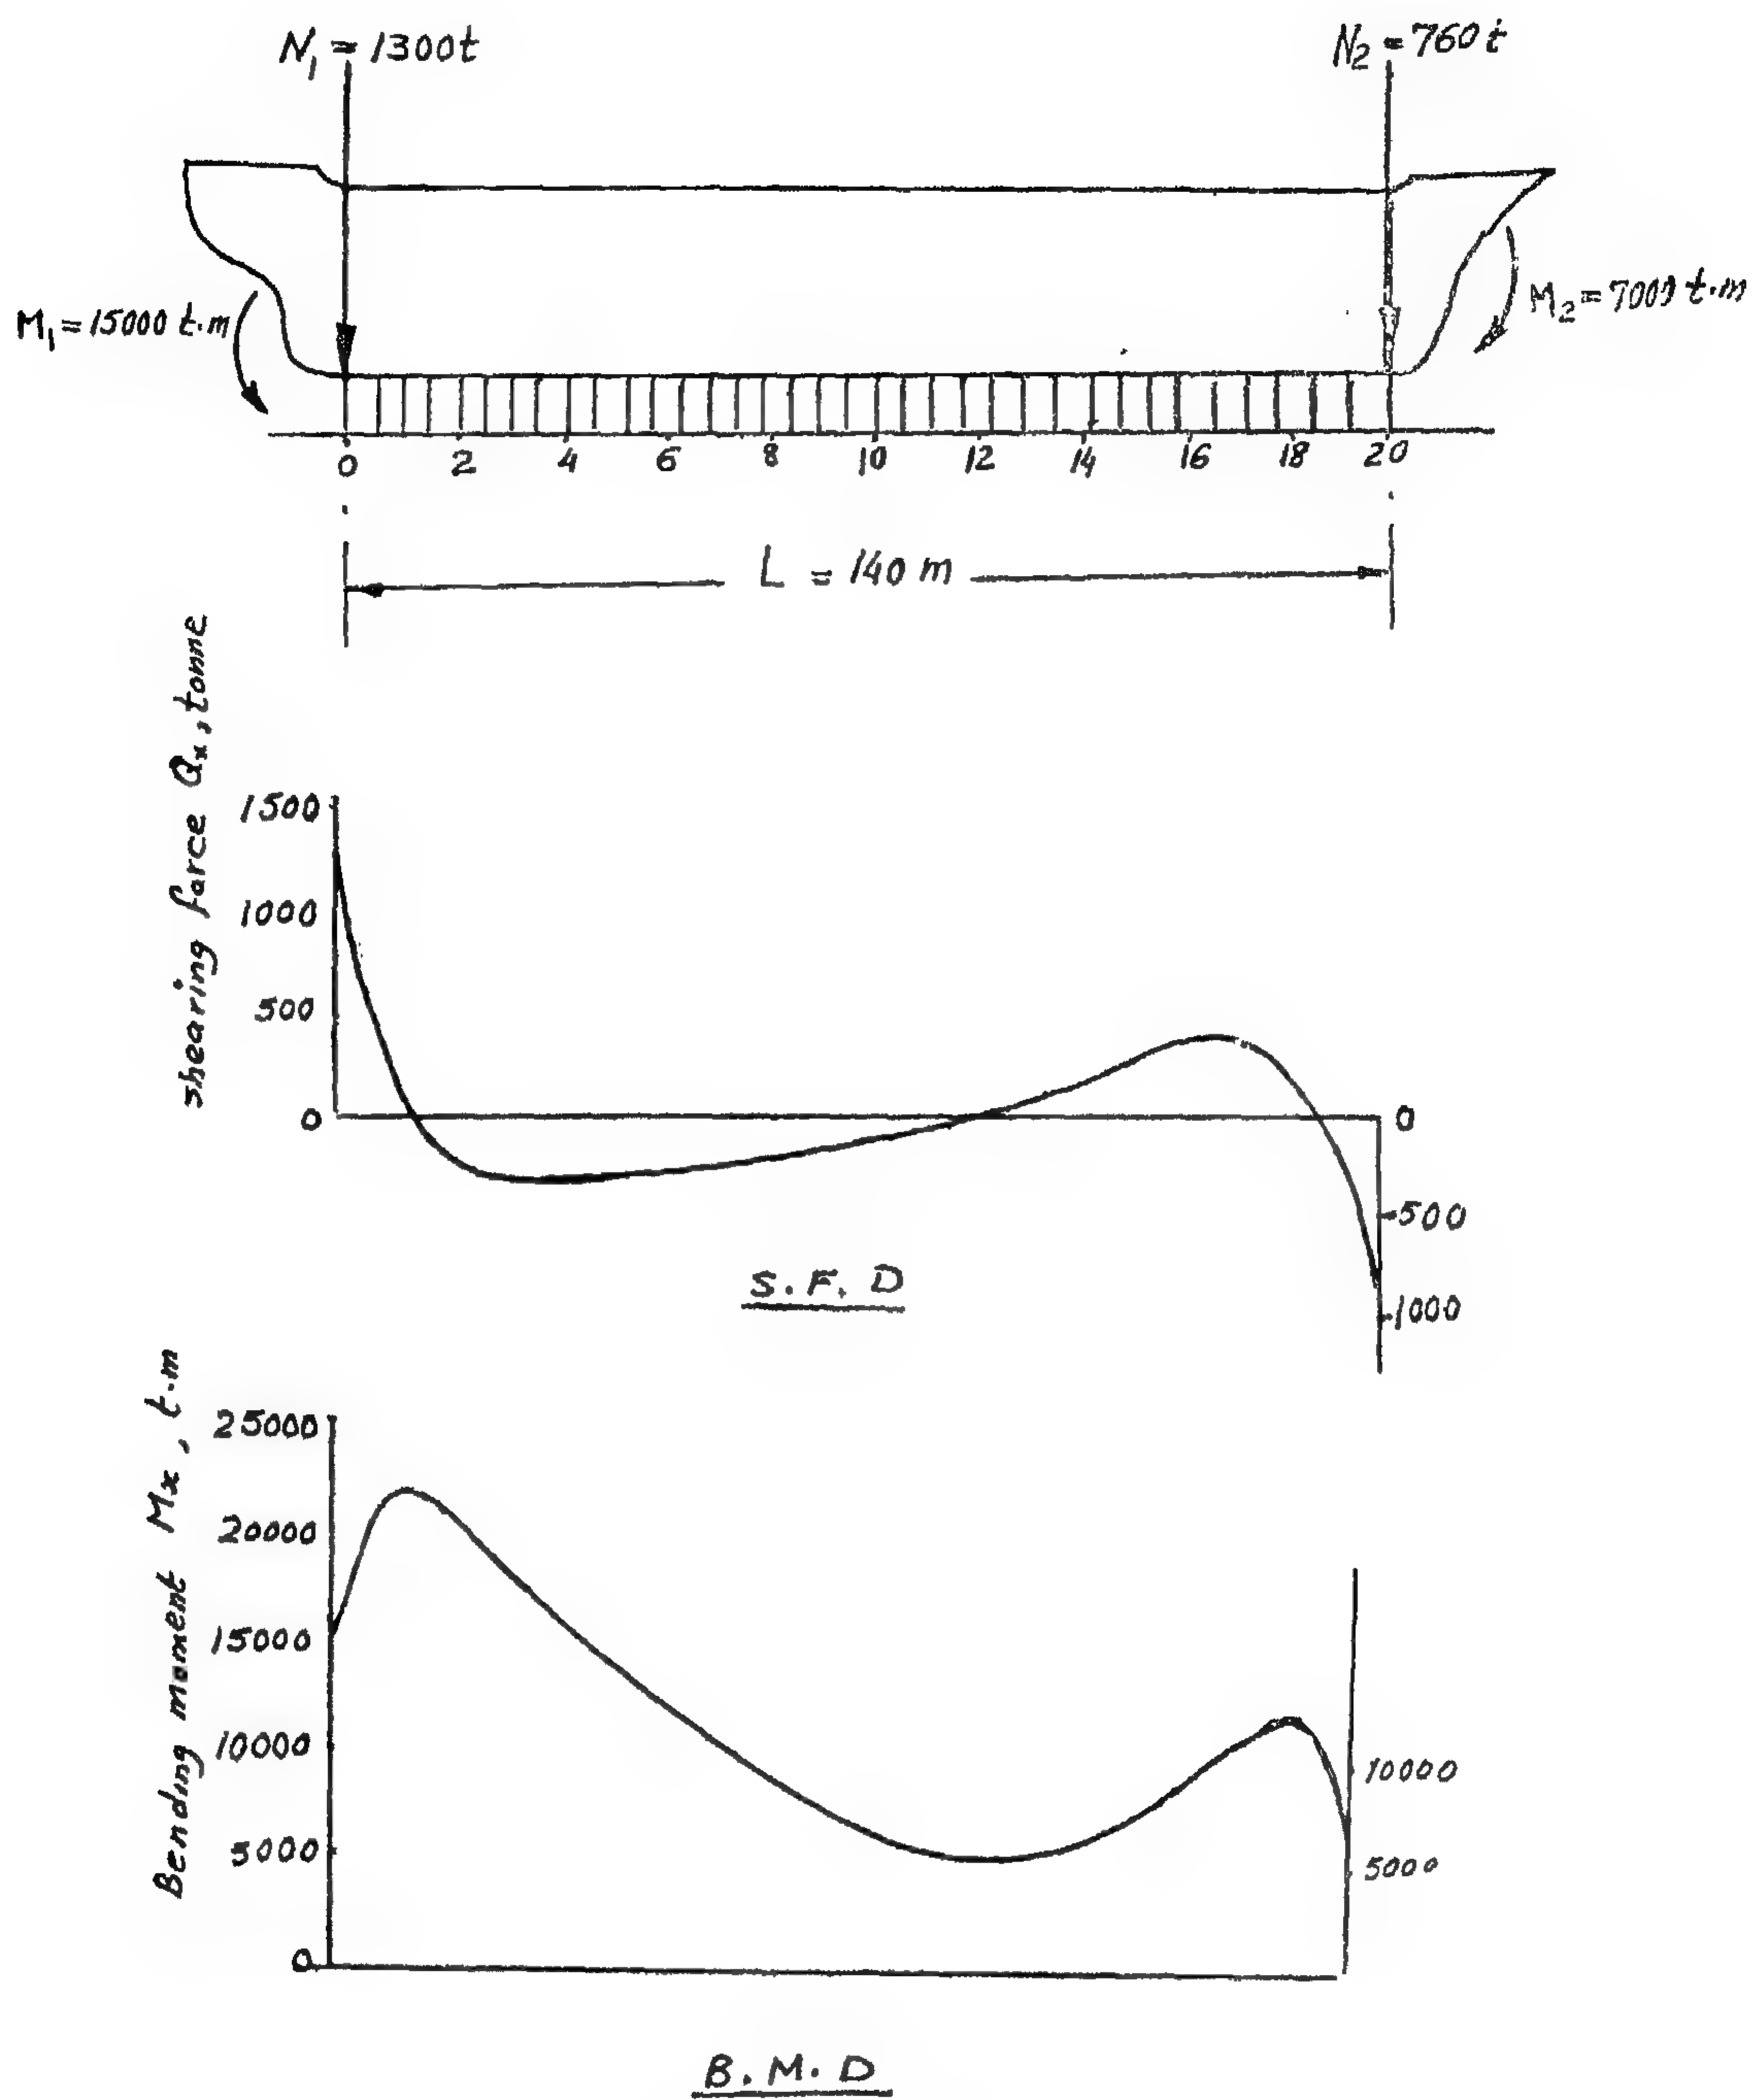 N₁ = 1300t
N₂ = 760t
M₁ = 15000 t.m
M₂ = 7000 t.m
0 2 4 6 8 10 12 14 16 18 20
L = 140 m
shearing force Qx, tonne
1500
1000
500
0
0
-500
-1000
S.F.D
Bending moment Mx, t.m
25000
20000
15000
10000
5000
0
10000
5000
B.M.D